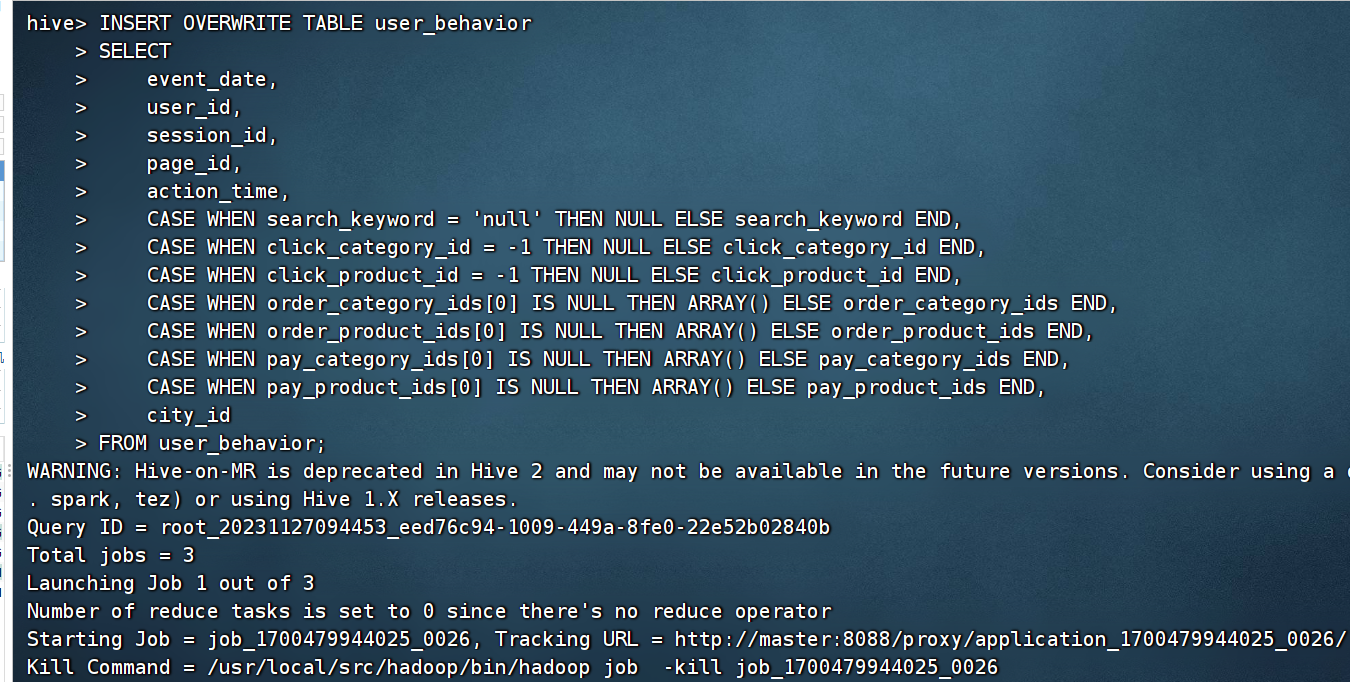 hive> INSERT OVERWRITE TABLE user_behavior
    > SELECT
    >     event_date,
    >     user_id,
    >     session_id,
    >     page_id,
    >     action_time,
    >     CASE WHEN search_keyword = 'null' THEN NULL ELSE search_keyword END,
    >     CASE WHEN click_category_id = -1 THEN NULL ELSE click_category_id END,
    >     CASE WHEN click_product_id = -1 THEN NULL ELSE click_product_id END,
    >     CASE WHEN order_category_ids[0] IS NULL THEN ARRAY() ELSE order_category_ids END,
    >     CASE WHEN order_product_ids[0] IS NULL THEN ARRAY() ELSE order_product_ids END,
    >     CASE WHEN pay_category_ids[0] IS NULL THEN ARRAY() ELSE pay_category_ids END,
    >     CASE WHEN pay_product_ids[0] IS NULL THEN ARRAY() ELSE pay_product_ids END,
    >     city_id
    > FROM user_behavior;
WARNING: Hive-on-MR is deprecated in Hive 2 and may not be available in the future versions. Consider using a
. spark, tez) or using Hive 1.X releases.
Query ID = root_20231127094453_eed76c94-1009-449a-8fe0-22e52b02840b
Total jobs = 3
Launching Job 1 out of 3
Number of reduce tasks is set to 0 since there's no reduce operator
Starting Job = job_1700479944025_0026, Tracking URL = http://master:8088/proxy/application_1700479944025_0026/
Kill Command = /usr/local/src/hadoop/bin/hadoop job  -kill job_1700479944025_0026